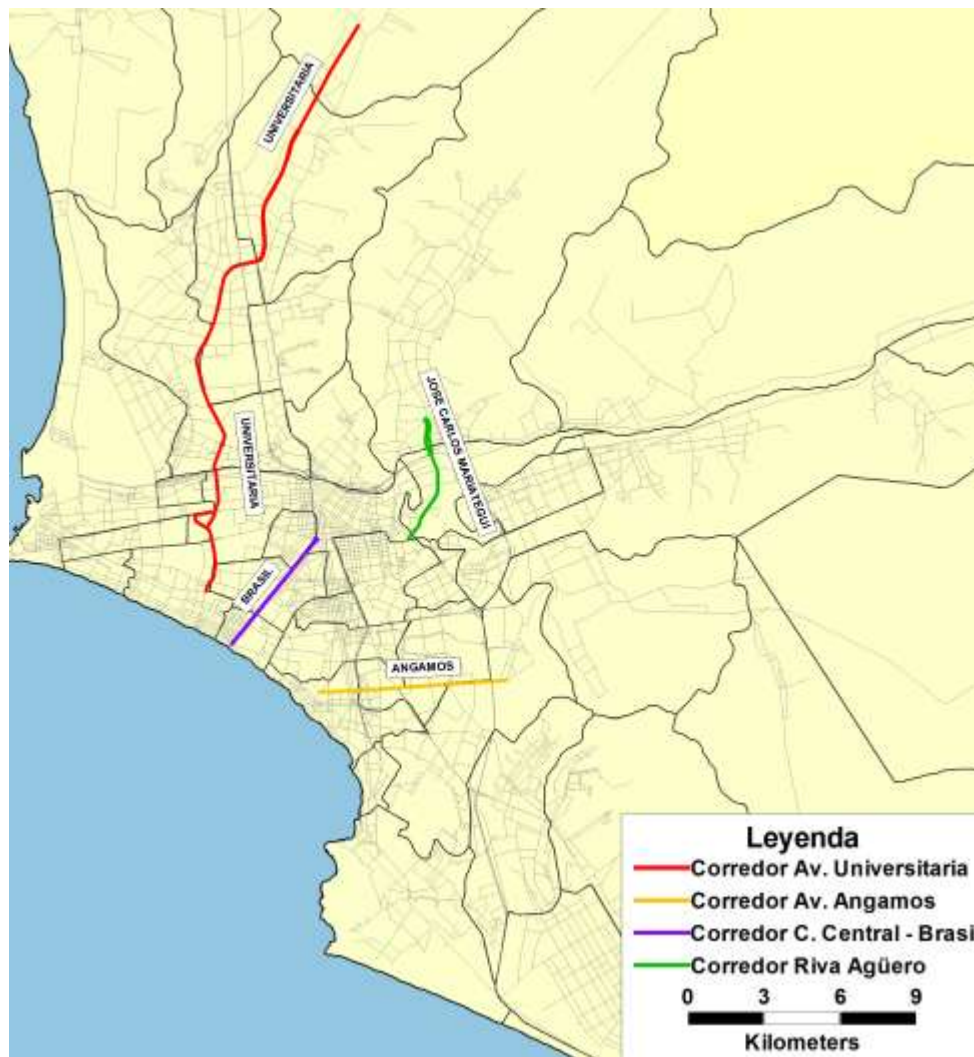 UNIVERSITARIA
JOSE CARLOS MARIATEGUI
UNIVERSITARIA
BRASIL
ANGAMOS
Leyenda
Corredor Av. Universitaria
Corredor Av. Angamos
Corredor C. Central - Brasi
Corredor Riva Agüero
0 3 6 9
Kilometers